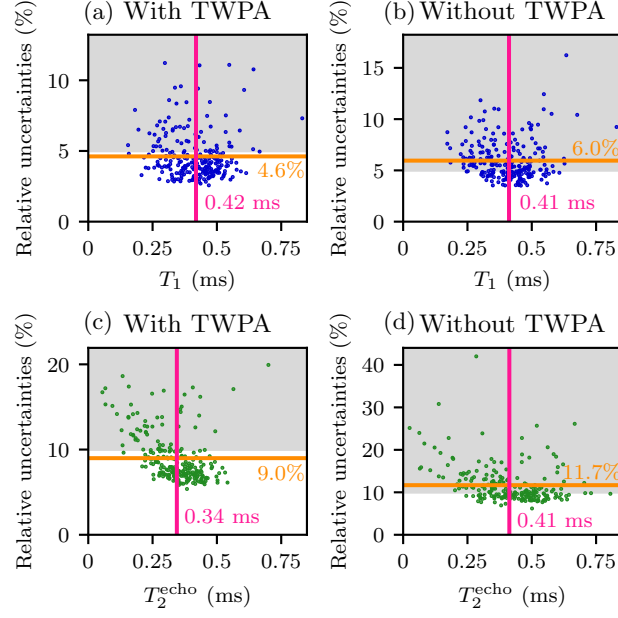 (a) With TWPA
(b) Without TWPA
Relative uncertainties (%)
10
5
0
4.6%
0.42 ms
0
0.25
0.50
0.75
T₁ (ms)
Relative uncertainties (%)
15
10
5
0
6.0%
0.41 ms
0
0.25
0.50
0.75
T₁ (ms)
(c) With TWPA
(d) Without TWPA
Relative uncertainties (%)
20
10
0
9.0%
0.34 ms
0
0.25
0.50
0.75
T₂ᵉᶜʰᵒ (ms)
Relative uncertainties (%)
40
30
20
10
0
11.7%
0.41 ms
0
0.25
0.50
0.75
T₂ᵉᶜʰᵒ (ms)